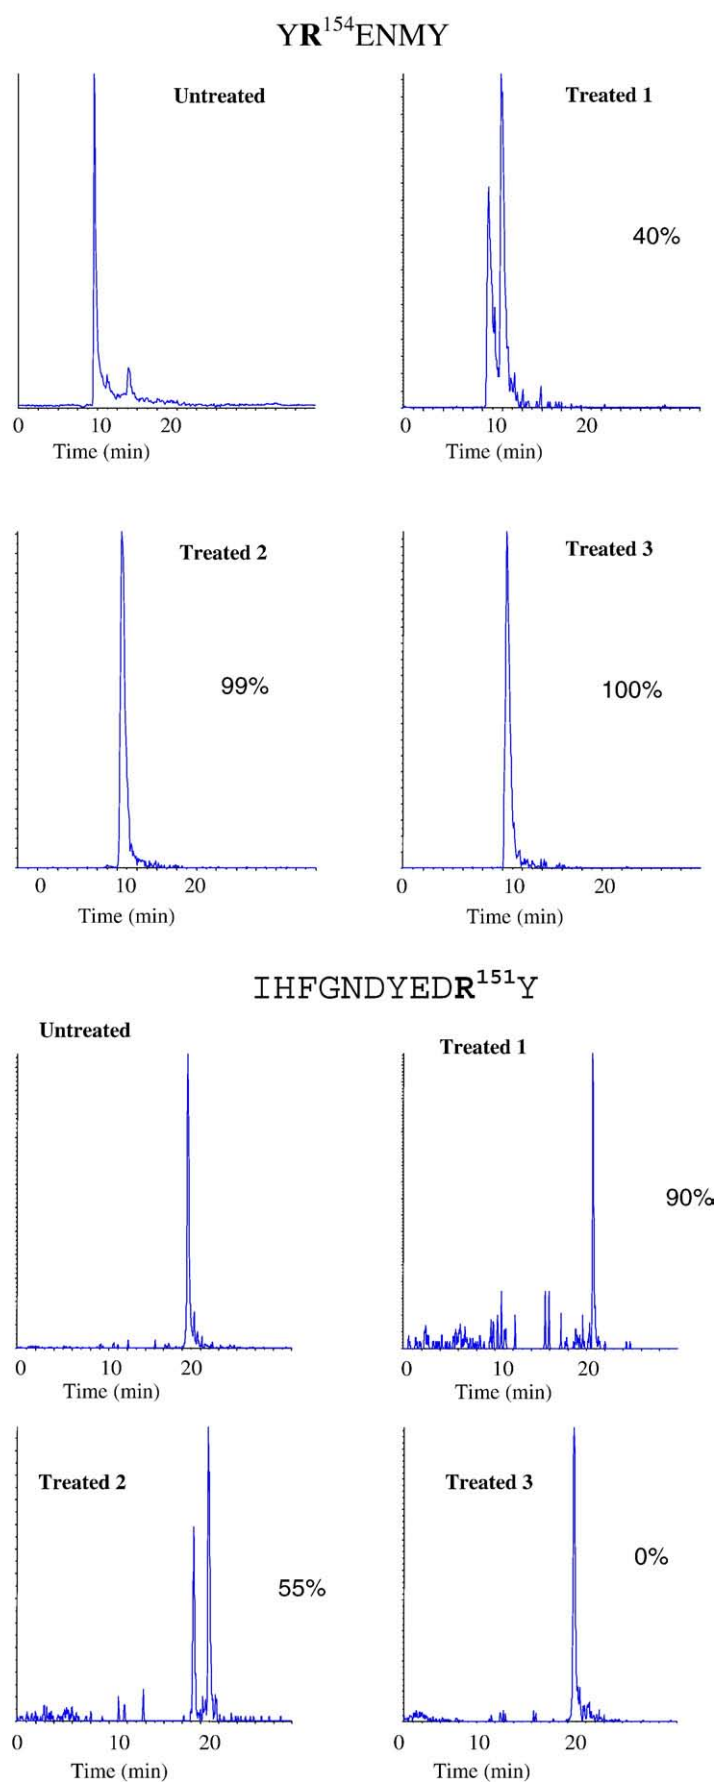 YR¹⁵⁴ENMY
Untreated
Treated 1
40%
0 10 20
Time (min)
0 10 20
Time (min)
Treated 2
99%
Treated 3
100%
0 10 20
Time (min)
0 10 20
Time (min)
IHFGNDYEDR¹⁵¹Y
Untreated
Treated 1
90%
0 10 20
Time (min)
0 10 20
Time (min)
Treated 2
55%
Treated 3
0%
0 10 20
Time (min)
0 10 20
Time (min)